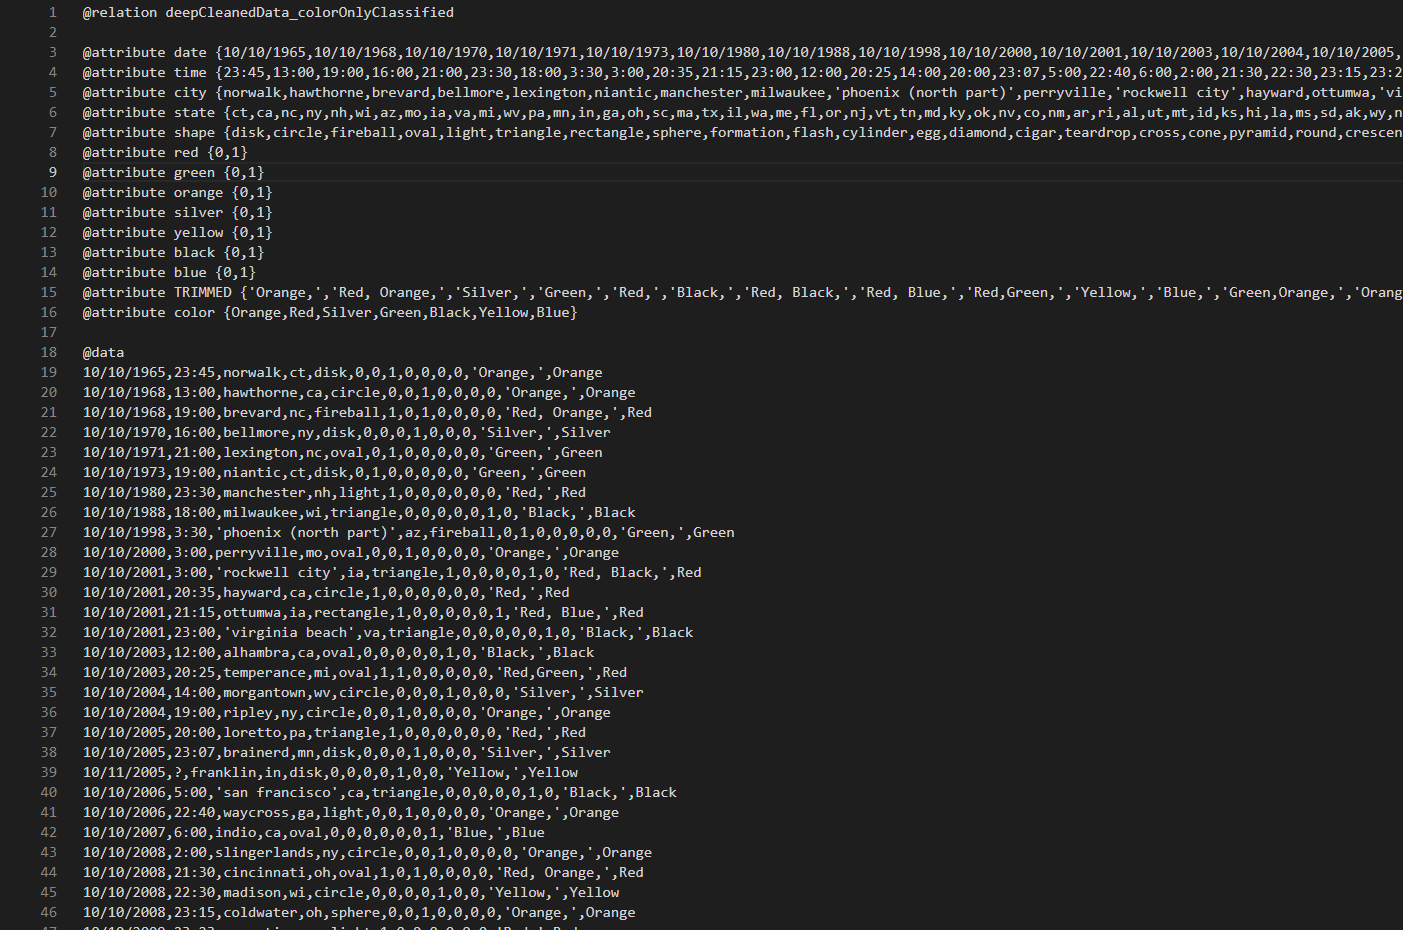 1 @relation deepCleanedData_colorOnlyClassified
2
3 @attribute date {10/10/1965,10/10/1968,10/10/1970,10/10/1971,10/10/1973,10/10/1980,10/10/1988,10/10/1998,10/10/2000,10/10/2001,10/10/2003,10/10/2004,10/10/2005,
4 @attribute time {23:45,13:00,19:00,16:00,21:00,23:30,18:00,3:30,3:00,20:35,21:15,23:00,12:00,20:25,14:00,20:00,23:07,5:00,22:40,6:00,2:00,21:30,22:30,23:15,23:2
5 @attribute city {norwalk,hawthorne,brevard,bellmore,lexington,niantic,manchester,milwaukee,'phoenix (north part)',perryville,'rockwell city',hayward,ottumwa,'vi
6 @attribute state {ct,ca,nc,ny,nh,wi,az,mo,ia,va,mi,wv,pa,mn,in,ga,oh,sc,ma,tx,il,wa,me,fl,or,nj,vt,tn,md,ky,ok,nv,co,nm,ar,ri,al,ut,mt,id,ks,hi,la,ms,sd,ak,wy,n
7 @attribute shape {disk,circle,fireball,oval,light,triangle,rectangle,sphere,formation,flash,cylinder,egg,diamond,cigar,teardrop,cross,cone,pyramid,round,crescen
8 @attribute red {0,1}
9 @attribute green {0,1}
10 @attribute orange {0,1}
11 @attribute silver {0,1}
12 @attribute yellow {0,1}
13 @attribute black {0,1}
14 @attribute blue {0,1}
15 @attribute TRIMMED {'Orange,','Red, Orange,','Silver,','Green,','Red,','Black,','Red, Black,','Red, Blue,','Red,Green,','Yellow,','Blue,','Green,Orange,','Orang
16 @attribute color {Orange,Red,Silver,Green,Black,Yellow,Blue}
17
18 @data
19 10/10/1965,23:45,norwalk,ct,disk,0,0,1,0,0,0,0,'Orange,',Orange
20 10/10/1968,13:00,hawthorne,ca,circle,0,0,1,0,0,0,0,'Orange,',Orange
21 10/10/1968,19:00,brevard,nc,fireball,1,0,1,0,0,0,0,'Red, Orange,',Red
22 10/10/1970,16:00,bellmore,ny,disk,0,0,0,1,0,0,0,'Silver,',Silver
23 10/10/1971,21:00,lexington,nc,oval,0,1,0,0,0,0,0,'Green,',Green
24 10/10/1973,19:00,niantic,ct,disk,0,1,0,0,0,0,0,'Green,',Green
25 10/10/1980,23:30,manchester,nh,light,1,0,0,0,0,0,0,'Red,',Red
26 10/10/1988,18:00,milwaukee,wi,triangle,0,0,0,0,0,1,0,'Black,',Black
27 10/10/1998,3:30,'phoenix (north part)',az,fireball,0,1,0,0,0,0,0,'Green,',Green
28 10/10/2000,3:00,perryville,mo,oval,0,0,1,0,0,0,0,'Orange,',Orange
29 10/10/2001,3:00,'rockwell city',ia,triangle,1,0,0,0,0,1,0,'Red, Black,',Red
30 10/10/2001,20:35,hayward,ca,circle,1,0,0,0,0,0,0,'Red,',Red
31 10/10/2001,21:15,ottumwa,ia,rectangle,1,0,0,0,0,0,1,'Red, Blue,',Red
32 10/10/2001,23:00,'virginia beach',va,triangle,0,0,0,0,0,1,0,'Black,',Black
33 10/10/2003,12:00,alhambra,ca,oval,0,0,0,0,0,1,0,'Black,',Black
34 10/10/2003,20:25,temperance,mi,oval,1,1,0,0,0,0,0,'Red,Green,',Red
35 10/10/2004,14:00,morgantown,wv,circle,0,0,0,1,0,0,0,'Silver,',Silver
36 10/10/2004,19:00,ripley,ny,circle,0,0,1,0,0,0,0,'Orange,',Orange
37 10/10/2005,20:00,loretto,pa,triangle,1,0,0,0,0,0,0,'Red,',Red
38 10/10/2005,23:07,brainerd,mn,disk,0,0,0,1,0,0,0,'Silver,',Silver
39 10/11/2005,?,franklin,in,disk,0,0,0,0,1,0,0,'Yellow,',Yellow
40 10/10/2006,5:00,'san francisco',ca,triangle,0,0,0,0,0,1,0,'Black,',Black
41 10/10/2006,22:40,waycross,ga,light,0,0,1,0,0,0,0,'Orange,',Orange
42 10/10/2007,6:00,indio,ca,oval,0,0,0,0,0,0,1,'Blue,',Blue
43 10/10/2008,2:00,slingerlands,ny,circle,0,0,1,0,0,0,0,'Orange,',Orange
44 10/10/2008,21:30,cincinnati,oh,oval,1,0,1,0,0,0,0,'Red, Orange,',Red
45 10/10/2008,22:30,madison,wi,circle,0,0,0,0,1,0,0,'Yellow,',Yellow
46 10/10/2008,23:15,coldwater,oh,sphere,0,0,1,0,0,0,0,'Orange,',Orange